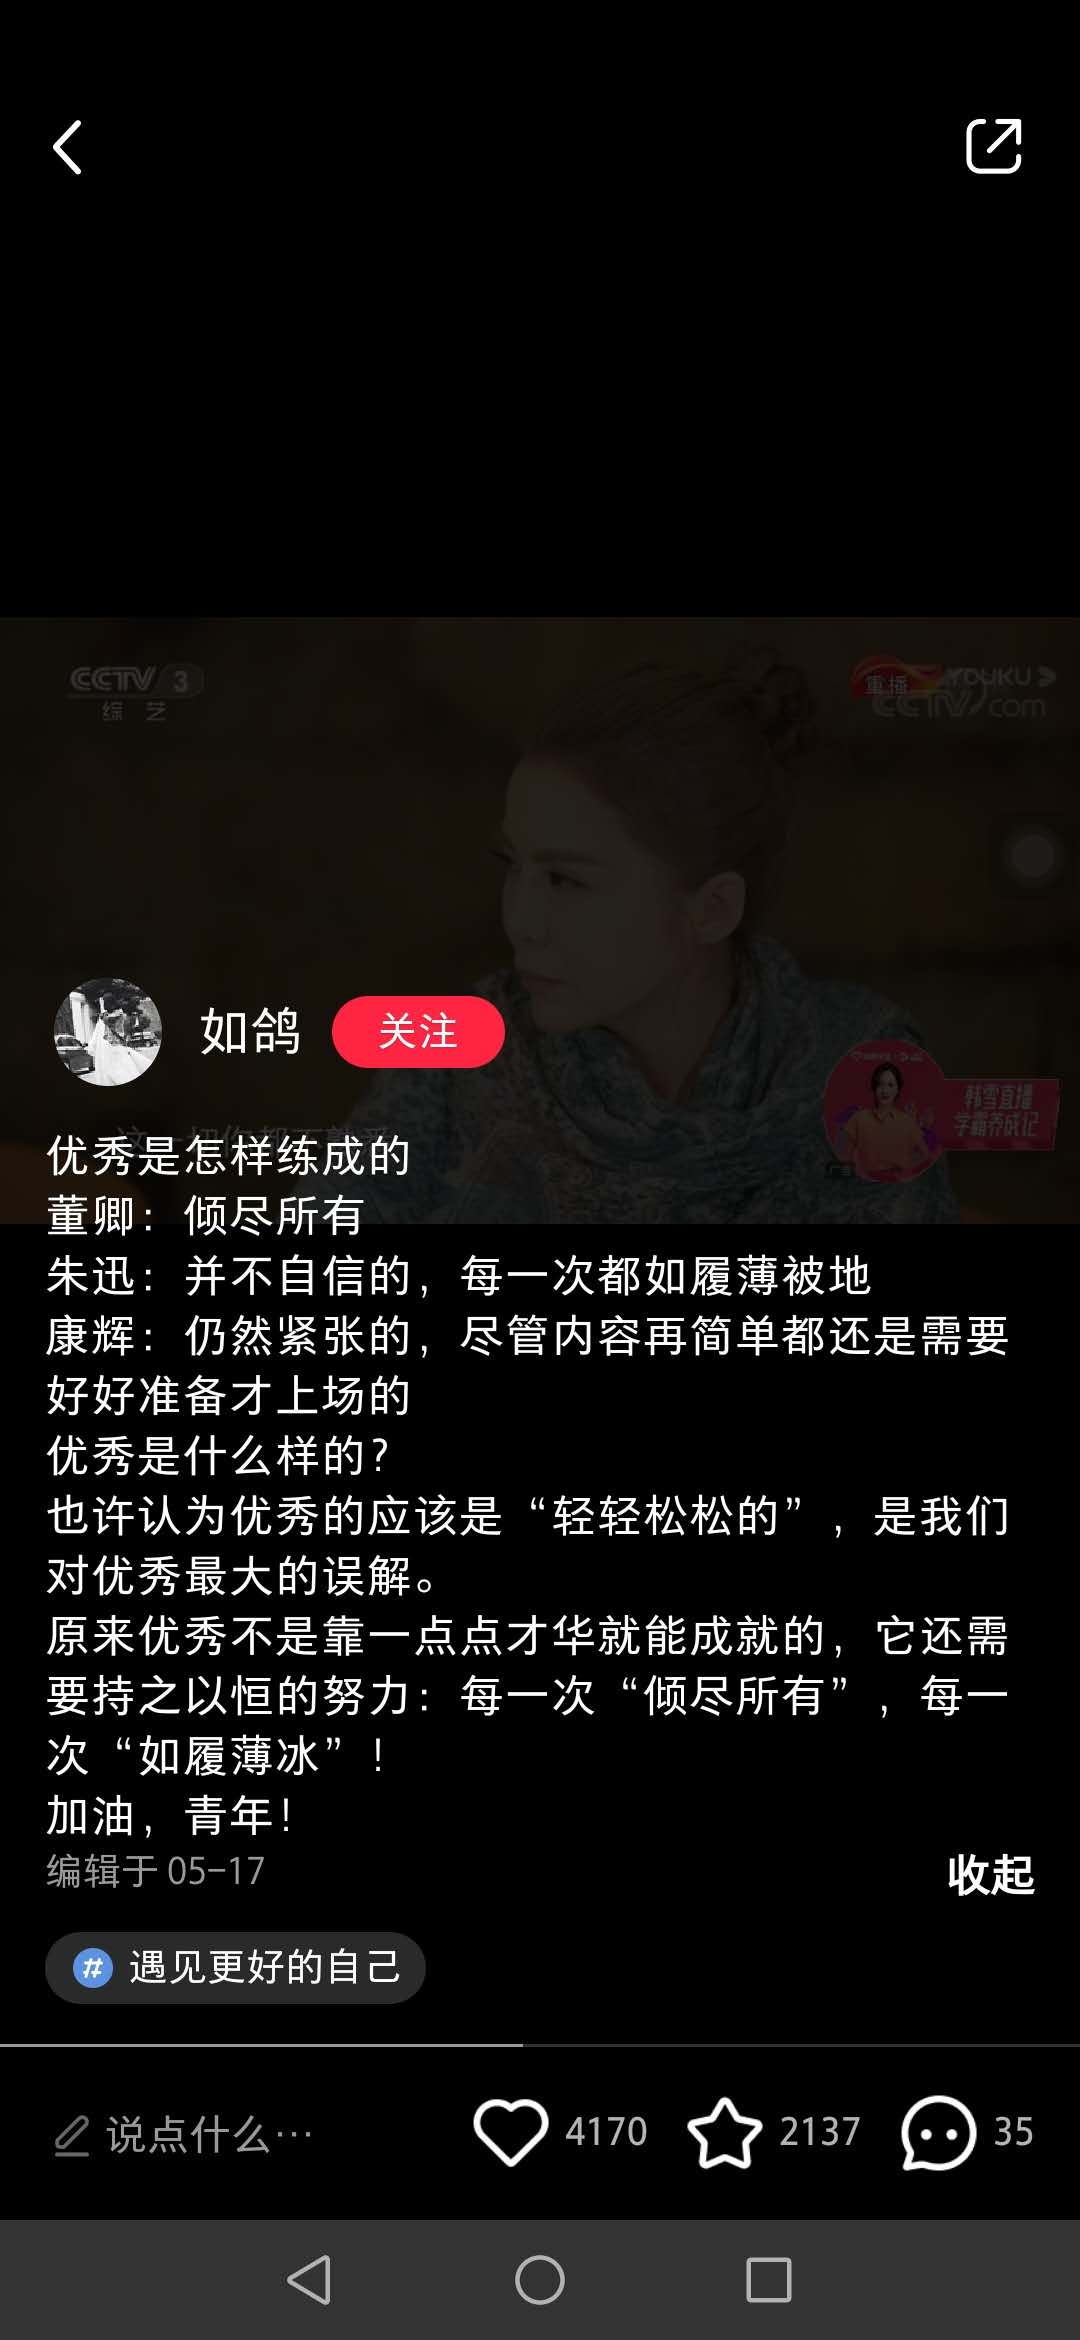 CCTV 3
综 艺
重播
YOUKU
CCTV.com
如鸽
关注
韩雪直播
学霸养成记
广告
优秀是怎样练成的
董卿：倾尽所有
朱迅：并不自信的，每一次都如履薄被地
康辉：仍然紧张的，尽管内容再简单都还是需要
好好准备才上场的
优秀是什么样的？
也许认为优秀的应该是“轻轻松松的”，是我们
对优秀最大的误解。
原来优秀不是靠一点点才华就能成就的，它还需
要持之以恒的努力：每一次“倾尽所有”，每一
次“如履薄冰”！
加油，青年！
编辑于 05-17
收起
# 遇见更好的自己
说点什么…
4170
2137
35